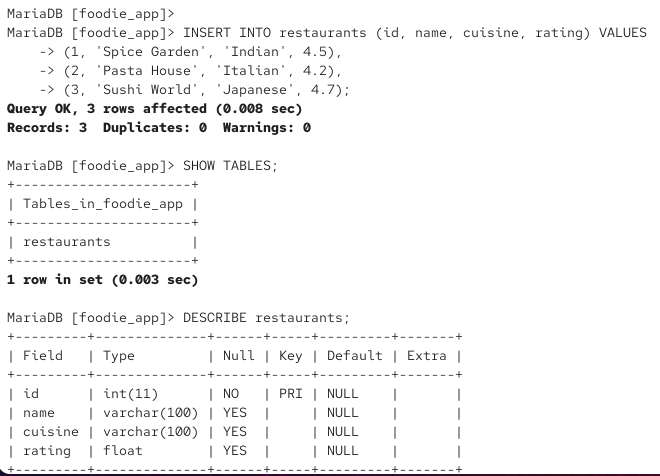 MariaDB [foodie_app]>
MariaDB [foodie_app]> INSERT INTO restaurants (id, name, cuisine, rating) VALUES
    -> (1, 'Spice Garden', 'Indian', 4.5),
    -> (2, 'Pasta House', 'Italian', 4.2),
    -> (3, 'Sushi World', 'Japanese', 4.7);
Query OK, 3 rows affected (0.008 sec)
Records: 3  Duplicates: 0  Warnings: 0

MariaDB [foodie_app]> SHOW TABLES;
+----------------------+
| Tables_in_foodie_app |
+----------------------+
| restaurants          |
+----------------------+
1 row in set (0.003 sec)

MariaDB [foodie_app]> DESCRIBE restaurants;
+---------+--------------+------+-----+---------+-------+
| Field   | Type         | Null | Key | Default | Extra |
+---------+--------------+------+-----+---------+-------+
| id      | int(11)      | NO   | PRI | NULL    |       |
| name    | varchar(100) | YES  |     | NULL    |       |
| cuisine | varchar(100) | YES  |     | NULL    |       |
| rating  | float        | YES  |     | NULL    |       |
+---------+--------------+------+-----+---------+-------+